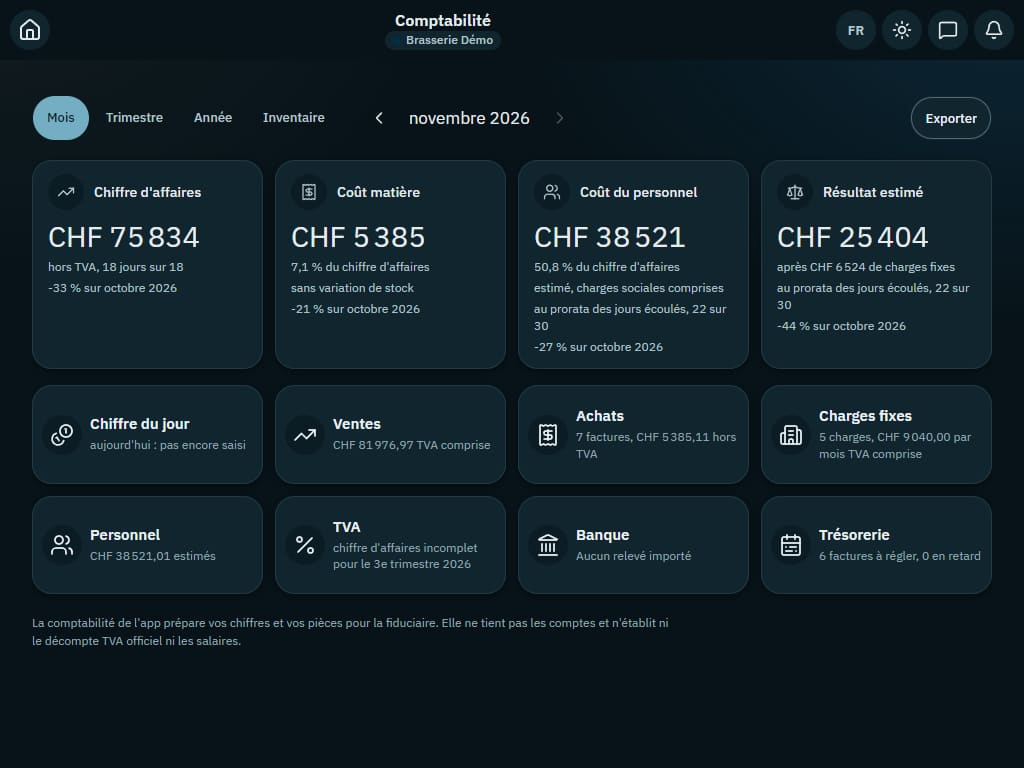 Comptabilité
Brasserie Démo
FR
Mois
Trimestre
Année
Inventaire
novembre 2026
Exporter
Chiffre d'affaires
CHF 75 834
hors TVA, 18 jours sur 18
-33 % sur octobre 2026
Coût matière
CHF 5 385
7,1 % du chiffre d'affaires
sans variation de stock
-21 % sur octobre 2026
Coût du personnel
CHF 38 521
50,8 % du chiffre d'affaires
estimé, charges sociales comprises
au prorata des jours écoulés, 22 sur
30
-27 % sur octobre 2026
Résultat estimé
CHF 25 404
après CHF 6 524 de charges fixes
au prorata des jours écoulés, 22 sur
30
-44 % sur octobre 2026
Chiffre du jour
aujourd'hui : pas encore saisi
Ventes
CHF 81 976,97 TVA comprise
Achats
7 factures, CHF 5 385,11 hors
TVA
Charges fixes
5 charges, CHF 9 040,00 par
mois TVA comprise
Personnel
CHF 38 521,01 estimés
TVA
chiffre d'affaires incomplet
pour le 3e trimestre 2026
Banque
Aucun relevé importé
Trésorerie
6 factures à régler, 0 en retard
La comptabilité de l'app prépare vos chiffres et vos pièces pour la fiduciaire. Elle ne tient pas les comptes et n'établit ni
le décompte TVA officiel ni les salaires.